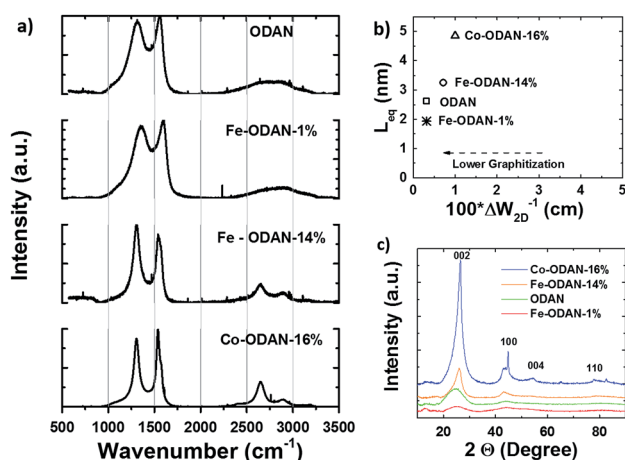 a)
ODAN
Fe-ODAN-1%
Fe - ODAN-14%
Co-ODAN-16%
Intensity (a.u.)
500 1000 1500 2000 2500 3000 3500
Wavenumber (cm-1)
b)
5
4
3
2
1
0
Co-ODAN-16%
Fe-ODAN-14%
ODAN
Fe-ODAN-1%
Lower Graphitization
Leq (nm)
0 1 2 3 4 5
100*ΔW2D-1 (cm)
c)
002
Co-ODAN-16%
Fe-ODAN-14%
ODAN
Fe-ODAN-1%
100
004
110
Intensity (a.u.)
20 40 60 80
2 Θ (Degree)